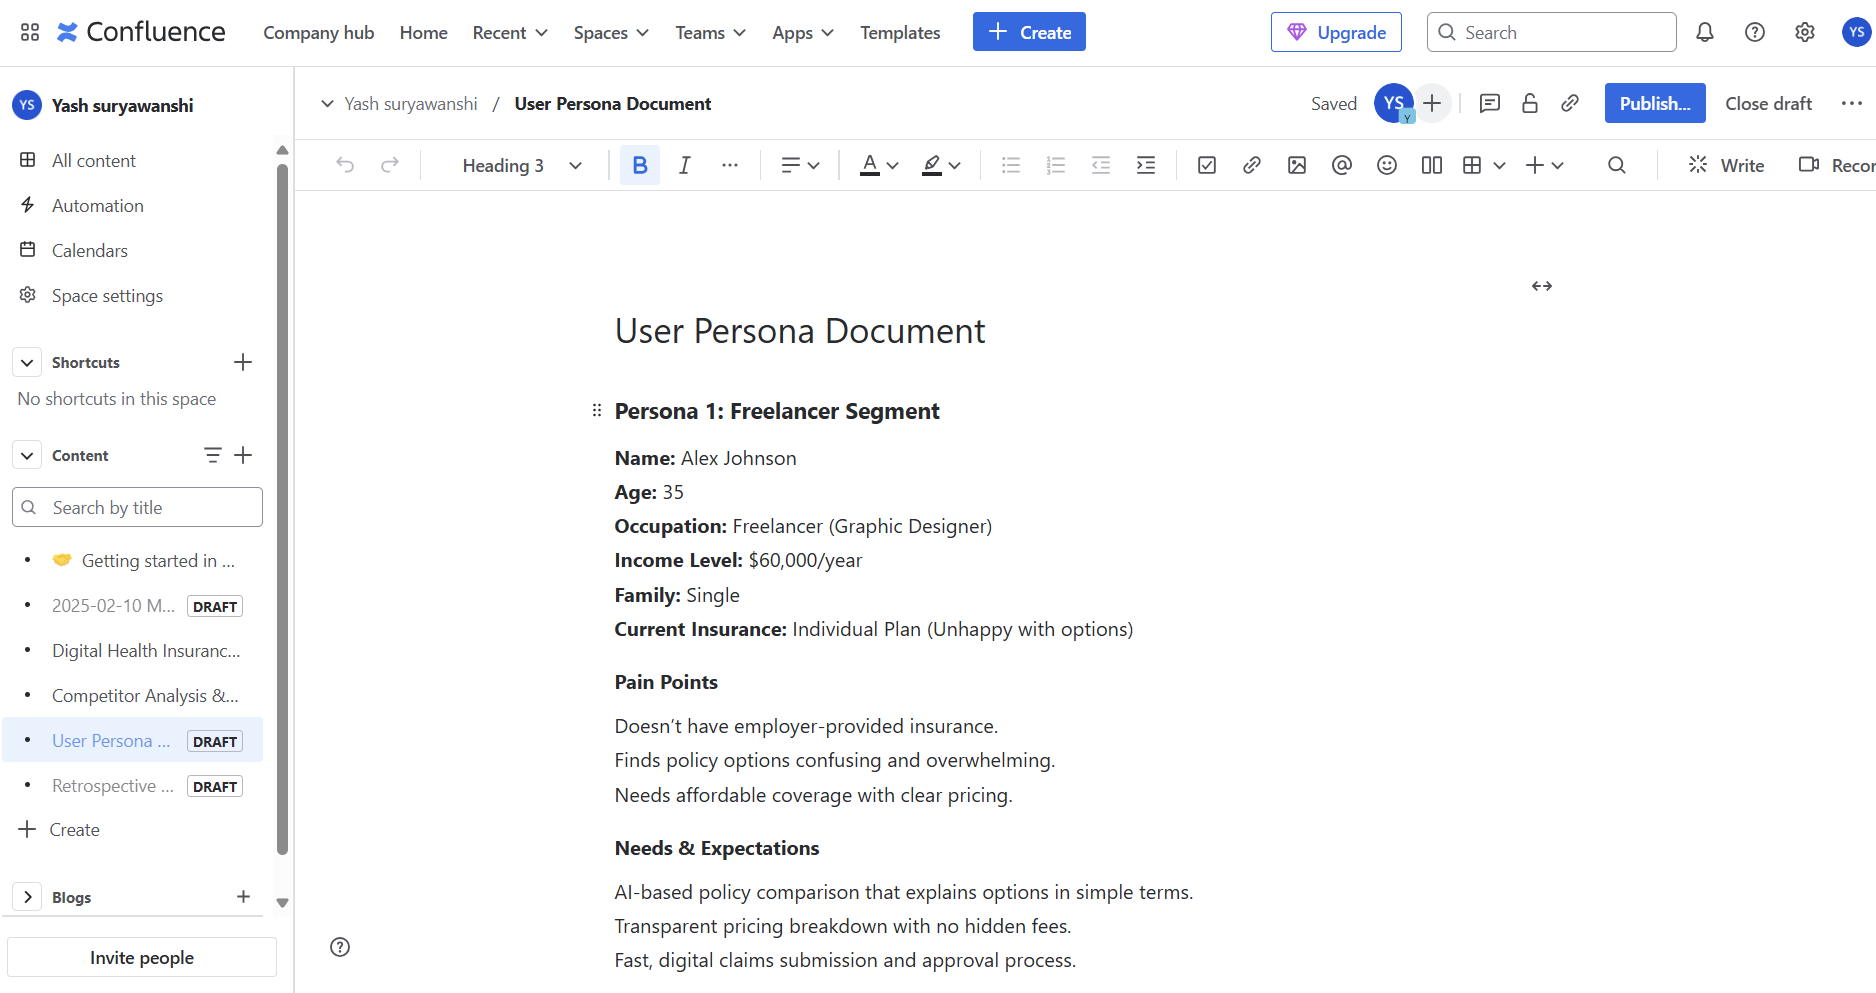 Confluence Company hub Home Recent Spaces Teams Apps Templates Create Upgrade Search YS
YS Yash suryawanshi
All content
Automation
Calendars
Space settings
Shortcuts
No shortcuts in this space
Content
Search by title
Getting started in ...
2025-02-10 M... DRAFT
Digital Health Insuranc...
Competitor Analysis &...
User Persona ... DRAFT
Retrospective ... DRAFT
Create
Blogs
Invite people
Yash suryawanshi / User Persona Document Saved YS Y Publish... Close draft
Heading 3 B I A Write Recor
User Persona Document
Persona 1: Freelancer Segment
Name: Alex Johnson
Age: 35
Occupation: Freelancer (Graphic Designer)
Income Level: $60,000/year
Family: Single
Current Insurance: Individual Plan (Unhappy with options)
Pain Points
Doesn’t have employer-provided insurance.
Finds policy options confusing and overwhelming.
Needs affordable coverage with clear pricing.
Needs & Expectations
AI-based policy comparison that explains options in simple terms.
Transparent pricing breakdown with no hidden fees.
Fast, digital claims submission and approval process.